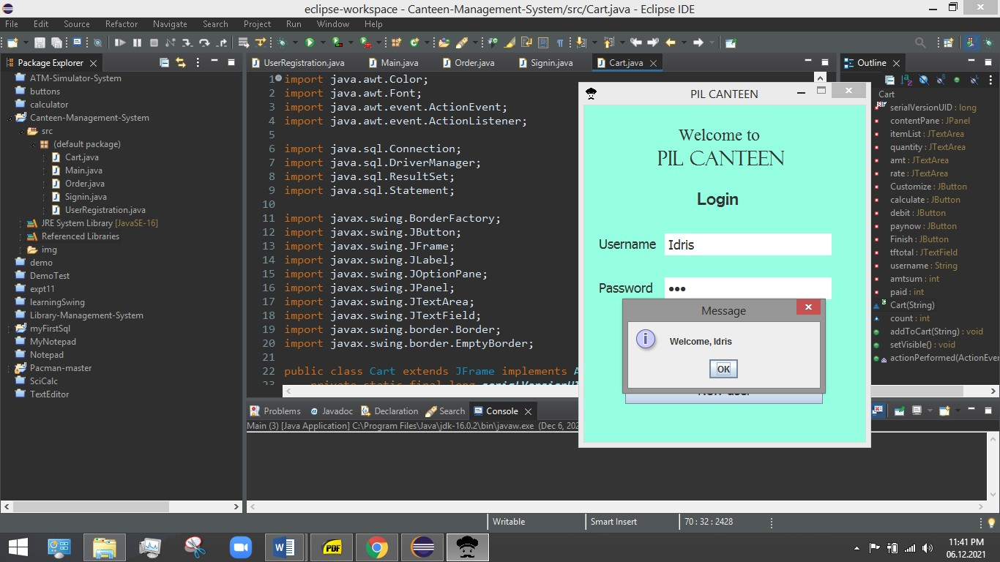 eclipse-workspace - Canteen-Management-System/src/Cart.java - Eclipse IDE
File Edit Source Refactor Navigate Search Project Run Window Help
Package Explorer
ATM-Simulator-System
buttons
calculator
Canteen-Management-System
src
(default package)
Cart.java
Main.java
Order.java
Signin.java
UserRegistration.java
JRE System Library [JavaSE-16]
Referenced Libraries
img
demo
DemoTest
expt11
learningSwing
Library-Management-System
myFirstSql
MyNotepad
Notepad
Pacman-master
SciCalc
TextEditor
UserRegistration.java Main.java Order.java Signin.java Cart.java
1 import java.awt.Color;
2 import java.awt.Font;
3 import java.awt.event.ActionEvent;
4 import java.awt.event.ActionListener;
5
6 import java.sql.Connection;
7 import java.sql.DriverManager;
8 import java.sql.ResultSet;
9 import java.sql.Statement;
10
11 import javax.swing.BorderFactory;
12 import javax.swing.JButton;
13 import javax.swing.JFrame;
14 import javax.swing.JLabel;
15 import javax.swing.JOptionPane;
16 import javax.swing.JPanel;
17 import javax.swing.JTextArea;
18 import javax.swing.JTextField;
19 import javax.swing.border.Border;
20 import javax.swing.border.EmptyBorder;
21
22 public class Cart extends JFrame implements A
23 private static final long serialVersionUI
PIL CANTEEN
Welcome to
PIL CANTEEN
Login
Username Idris
Password •••
Message
Welcome, Idris
OK
New user
Outline
Cart
serialVersionUID : long
contentPane : JPanel
itemList : JTextArea
quantity : JTextArea
amt : JTextArea
rate : JTextArea
Customize : JButton
calculate : JButton
debit : JButton
paynow : JButton
Finish : JButton
tftotal : JTextField
username : String
amtsum : int
paid : int
Cart(String)
count : int
addToCart(String) : void
setVisible() : void
actionPerformed(ActionEver
Problems Javadoc Declaration Search Console
Main (3) [Java Application] C:\Program Files\Java\jdk-16.0.2\bin\javaw.exe (Dec 6, 202
Writable Smart Insert 70 : 32 : 2428
PDF
11:41 PM
06.12.2021